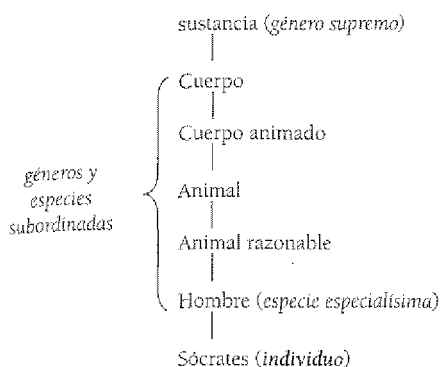 sustancia (género supremo)
Cuerpo
Cuerpo animado
géneros y
especies
subordinadas
Animal
Animal razonable
Hombre (especie especialísima)
Sócrates (individuo)